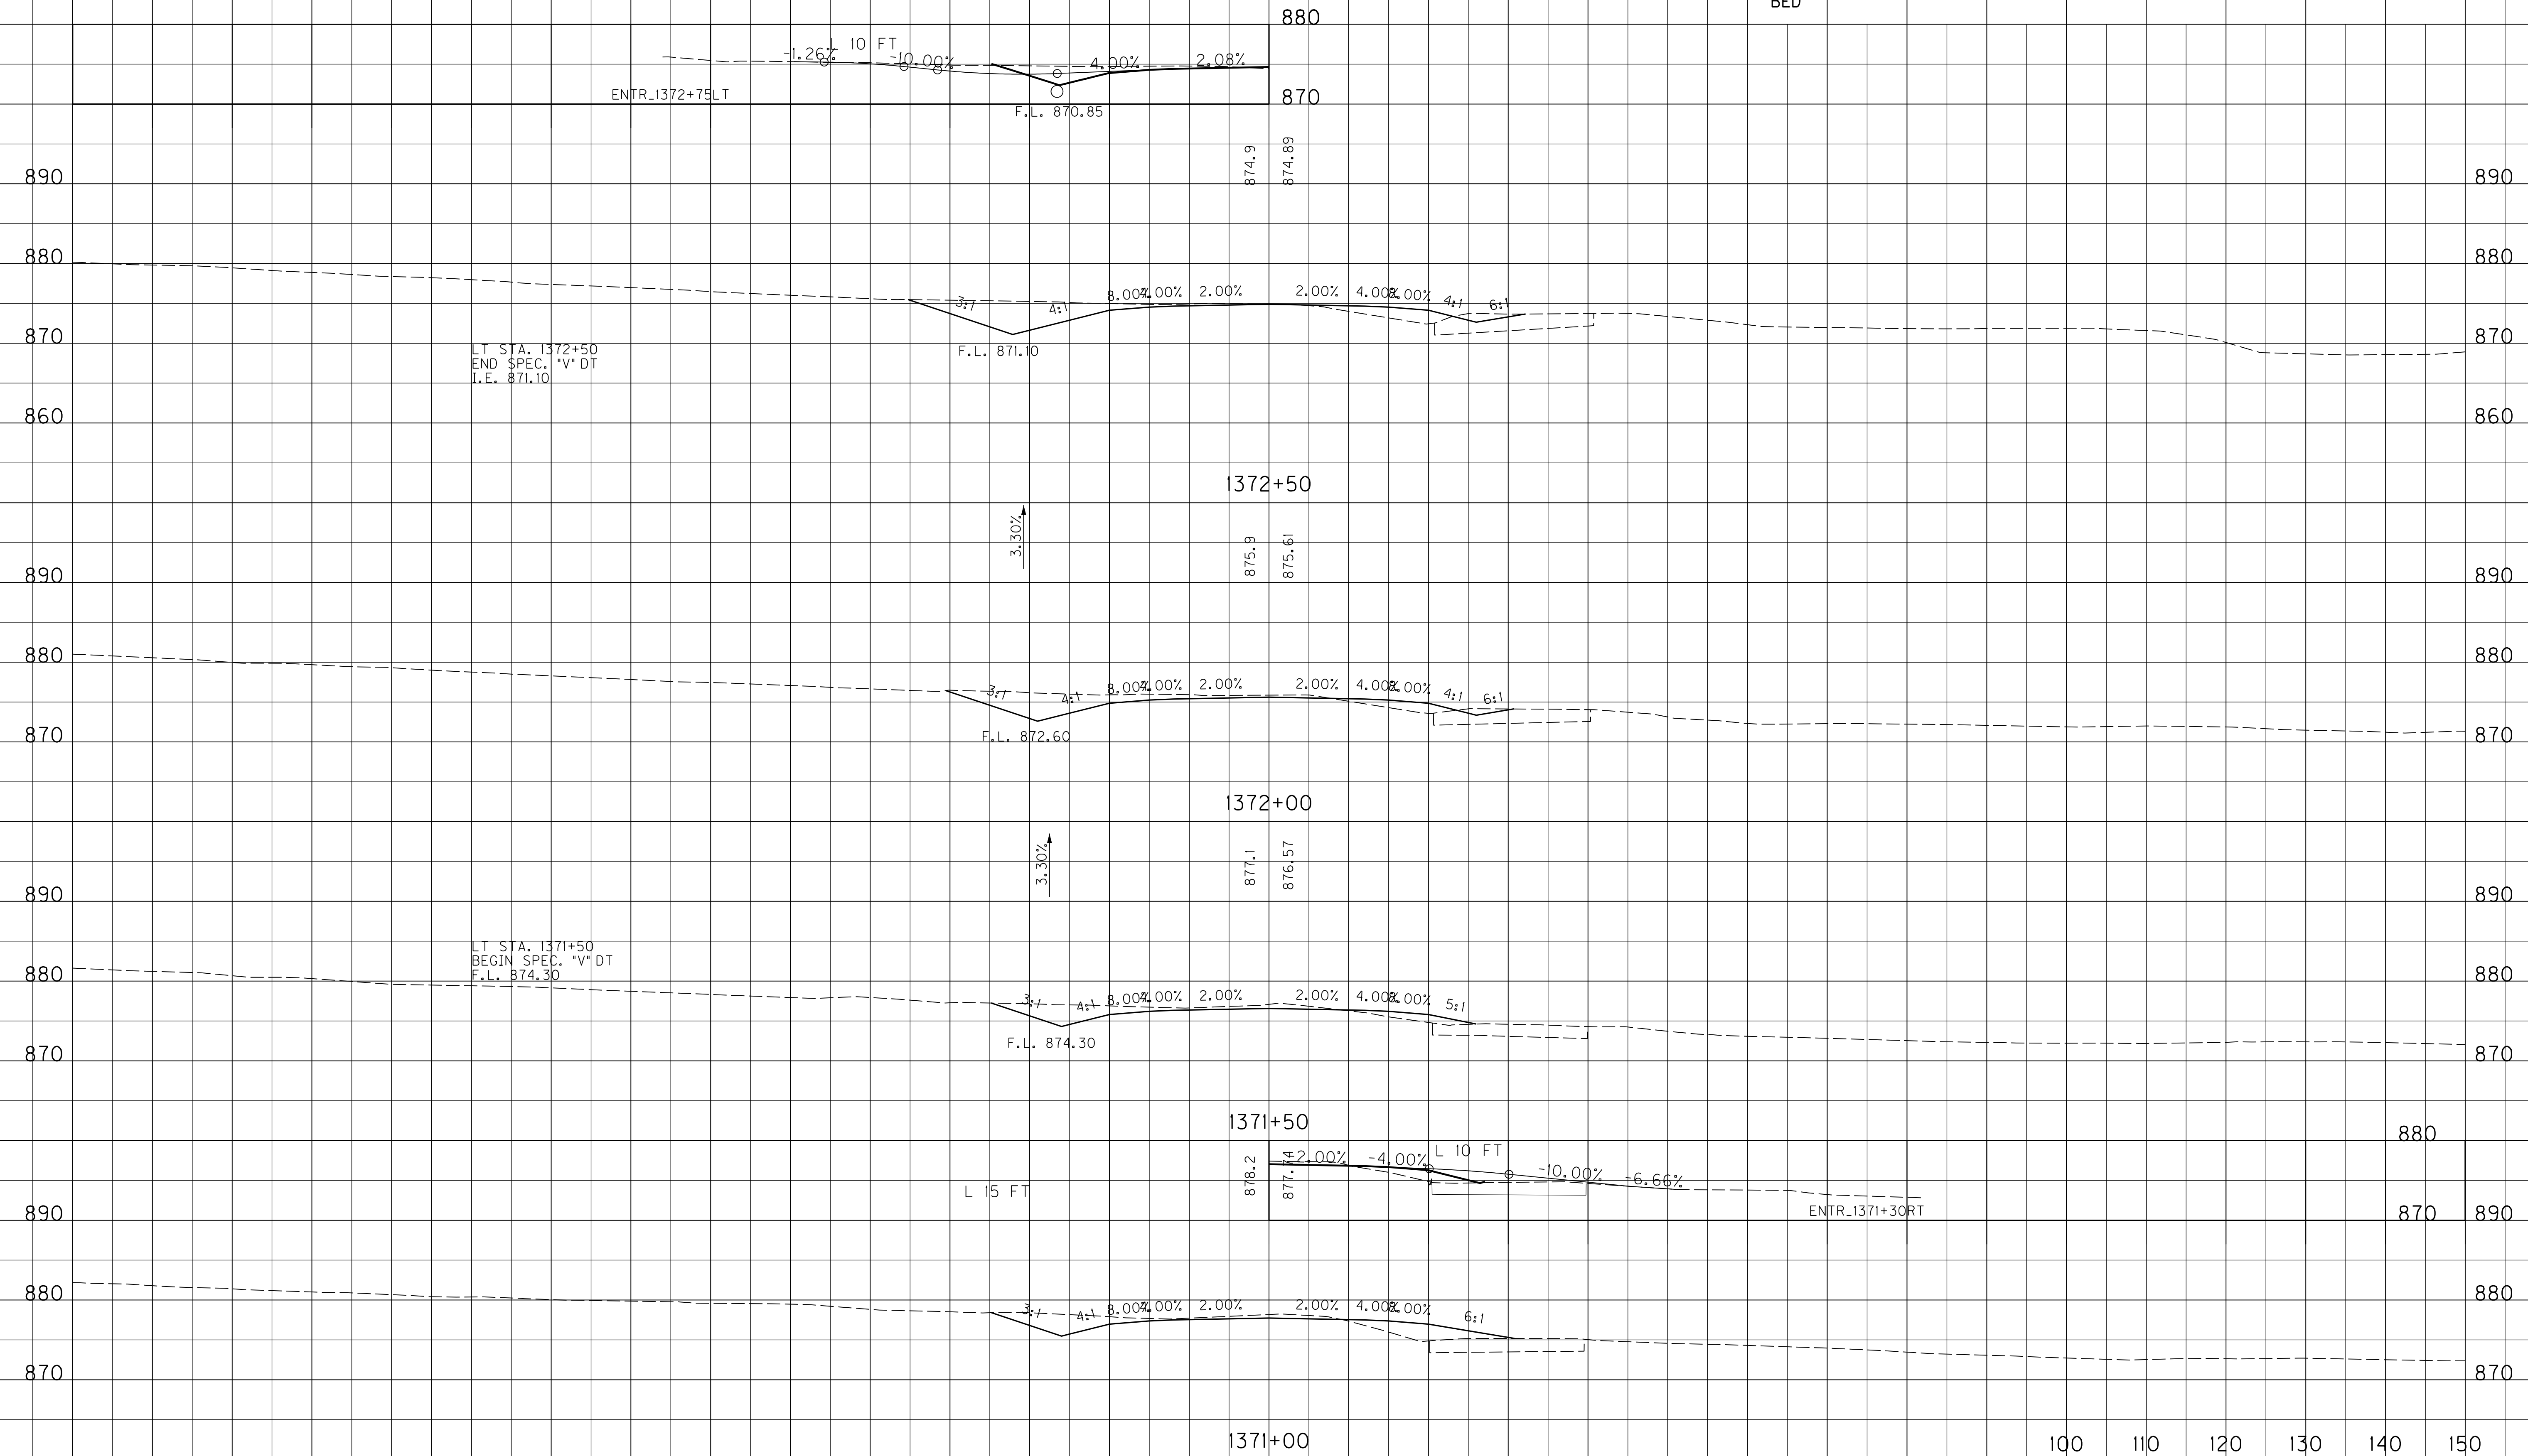 BED
880
L 10 FT
-1.26% -10.00% 4.00% 2.08%
ENTR_1372+75LT
870
F.L. 870.85
874.9 874.89
890 890
880 880
3:1 4:1 8.00% 4.00% 2.00% 2.00% 4.00% 8.00% 4:1 6:1
870 870
LT STA. 1372+50
END SPEC. "V" DT
I.E. 871.10
F.L. 871.10
860 860
1372+50
3.30%
875.9 875.61
890 890
880 880
3:1 4:1 8.00% 4.00% 2.00% 2.00% 4.00% 8.00% 4:1 6:1
870 870
F.L. 872.60
1372+00
3.30%
877.1 876.57
890 890
LT STA. 1371+50
BEGIN SPEC. "V" DT
F.L. 874.30
880 880
3:1 4:1 8.00% 4.00% 2.00% 2.00% 4.00% 8.00% 5:1
F.L. 874.30
870 870
1371+50
880
L 10 FT
-2.00% -4.00% -10.00% -6.66%
878.2 877.74
L 15 FT
ENTR_1371+30RT
870
890 890
880 880
3:1 4:1 8.00% 4.00% 2.00% 2.00% 4.00% 8.00% 6:1
870 870
1371+00
100 110 120 130 140 150